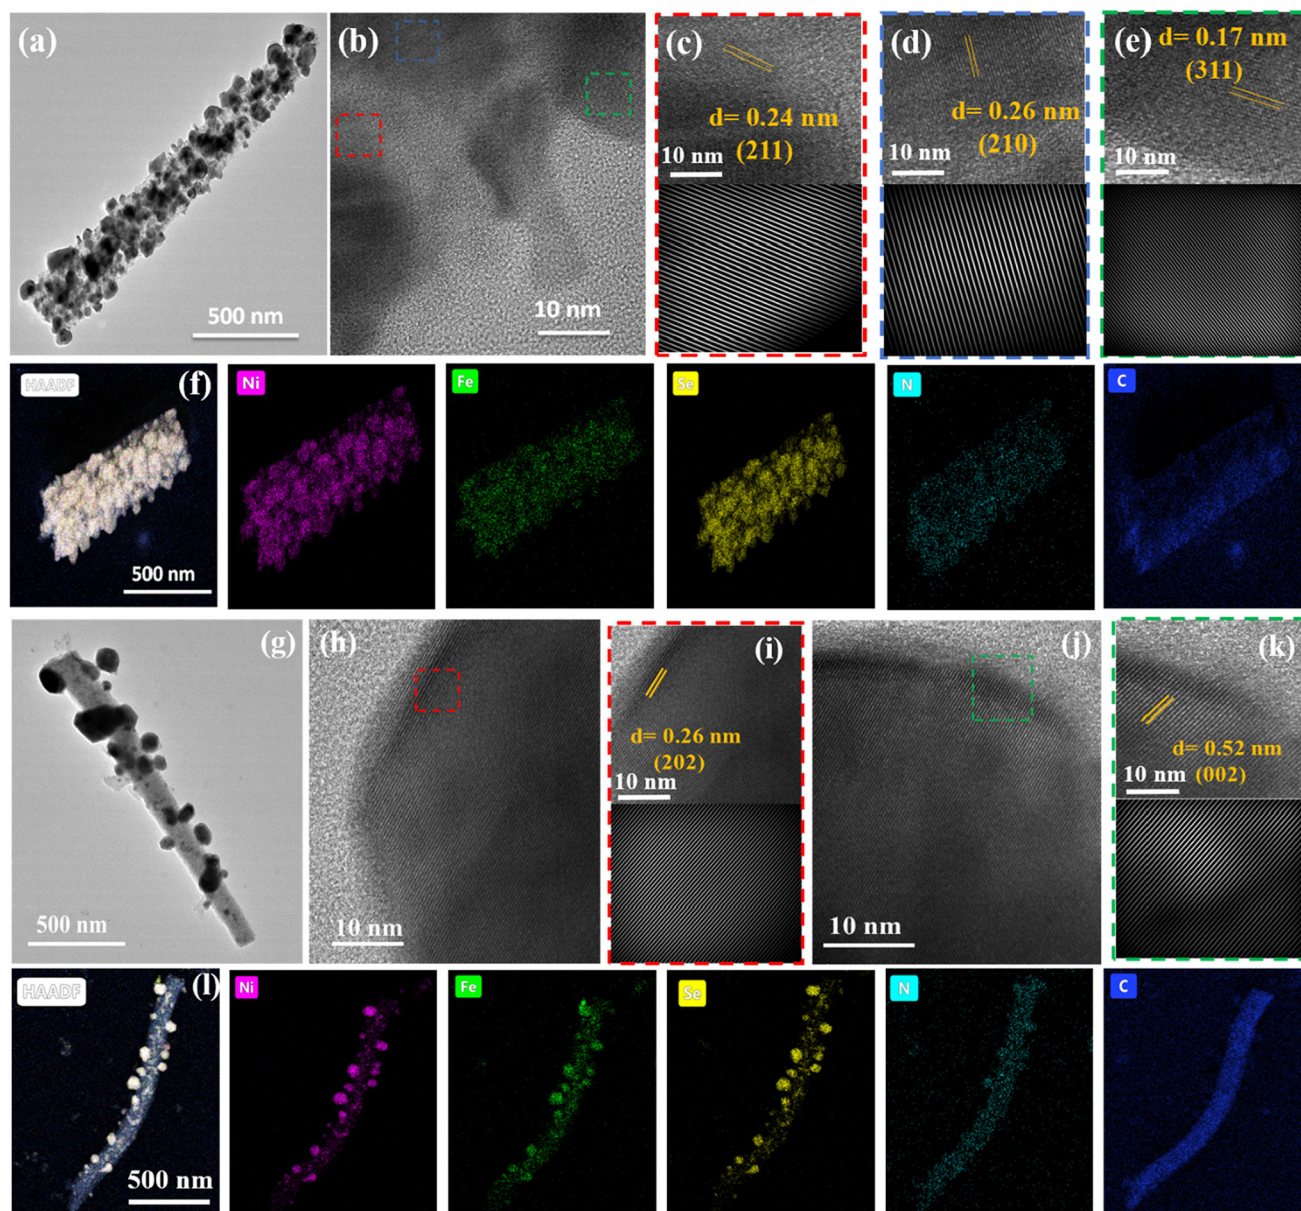 (a)
500 nm
(b)
10 nm
(c)
d= 0.24 nm
(211)
10 nm
(d)
d= 0.26 nm
(210)
10 nm
(e)
d= 0.17 nm
(311)
10 nm
HAADF
(f)
500 nm
Ni
Fe
Se
N
C
(g)
500 nm
(h)
10 nm
(i)
d= 0.26 nm
(202)
10 nm
(j)
10 nm
(k)
d= 0.52 nm
(002)
10 nm
HAADF
(l)
500 nm
Ni
Fe
Se
N
C